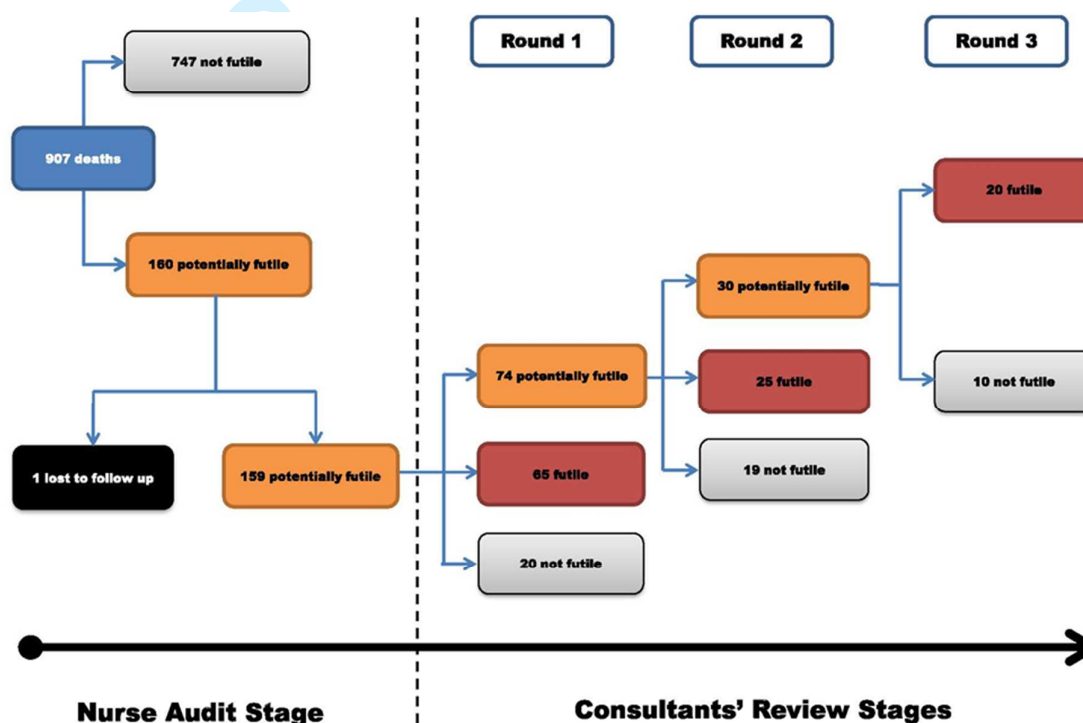 Round 1
Round 2
Round 3
747 not futile
907 deaths
20 futile
160 potentially futile
30 potentially futile
74 potentially futile
25 futile
10 not futile
1 lost to follow up
159 potentially futile
65 futile
19 not futile
20 not futile
Nurse Audit Stage
Consultants' Review Stages